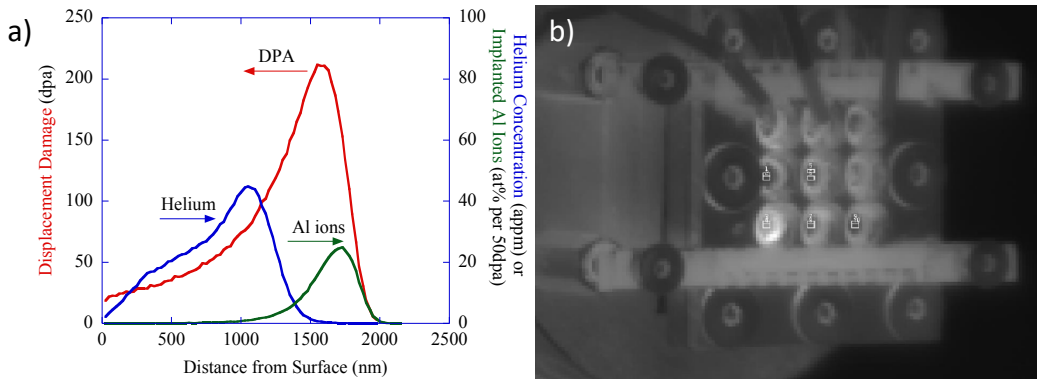 a)
250
200
150
100
50
0
Displacement Damage (dpa)
0
500
1000
1500
2000
2500
Distance from Surface (nm)
DPA
Helium
Al ions
100
80
60
40
20
0
Helium Concentration (appm) or
Implanted Al Ions (at% per 50dpa)
b)